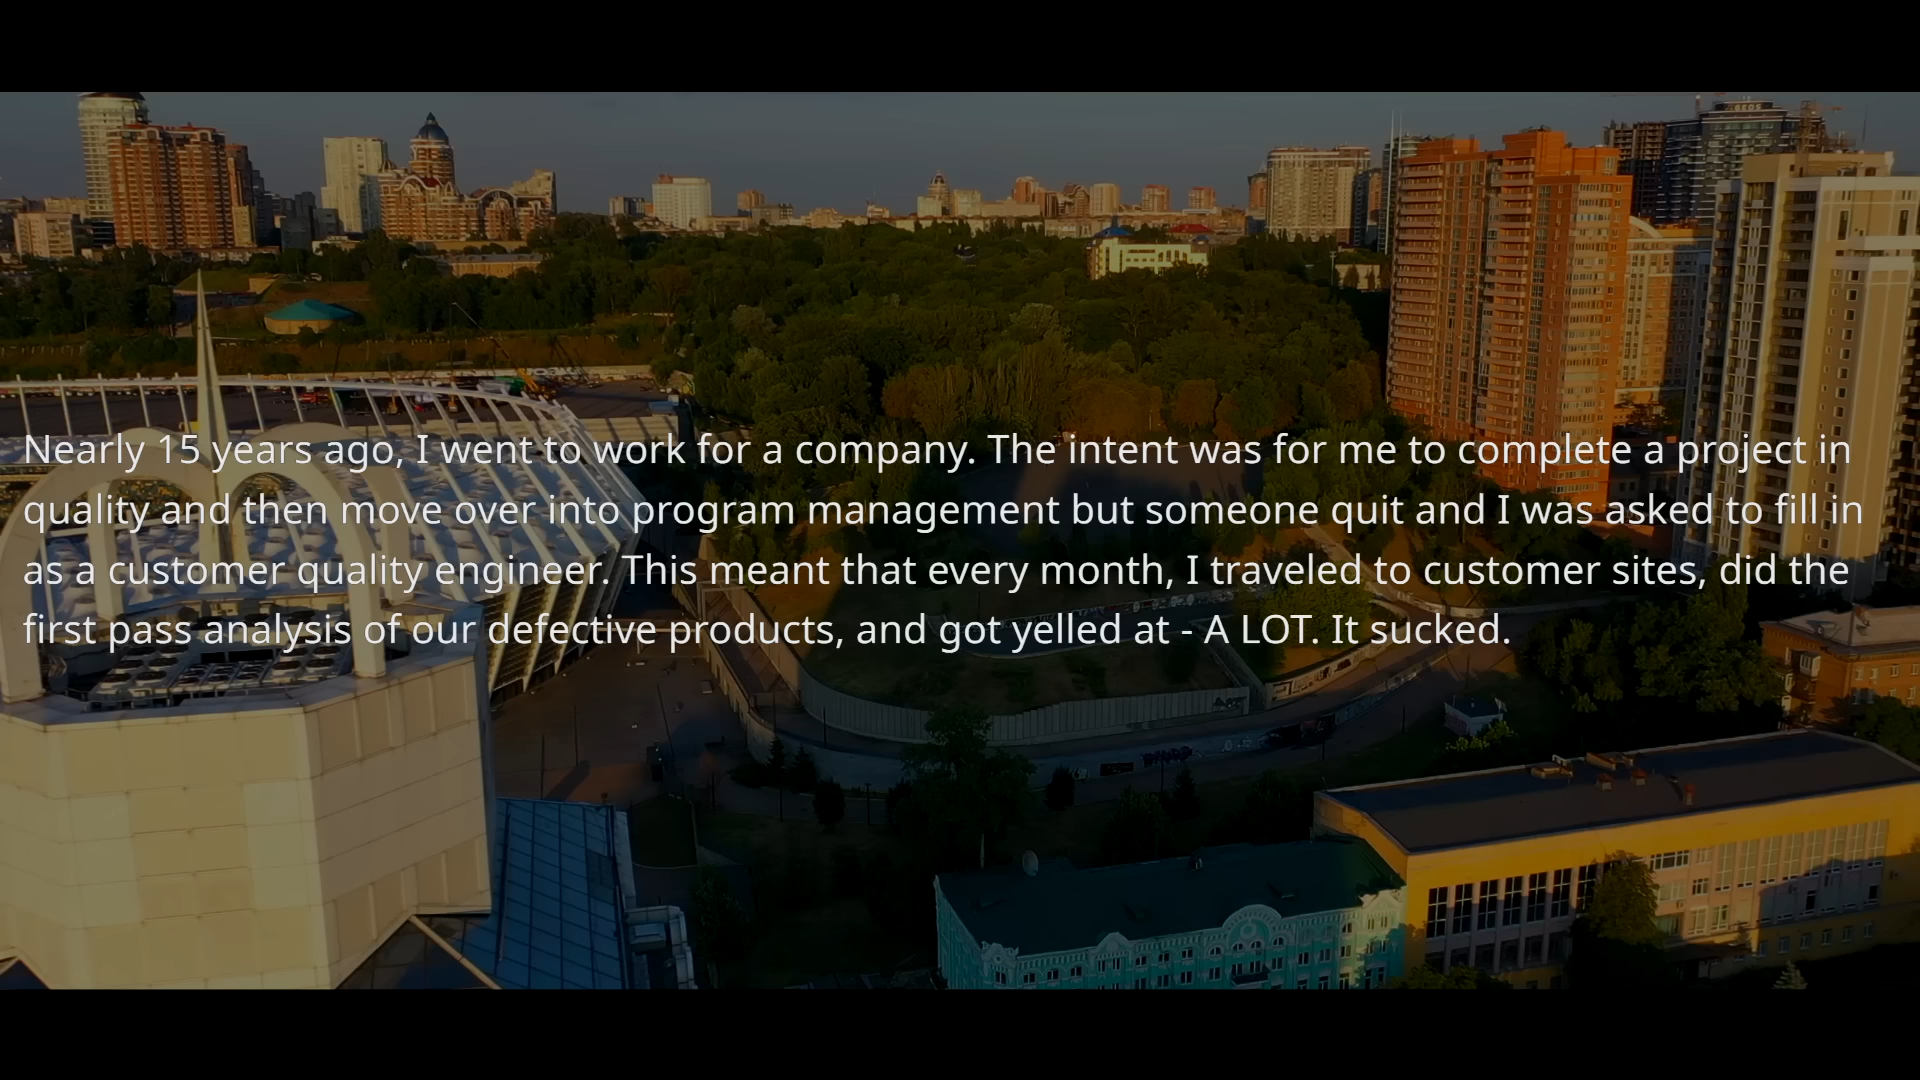 Nearly 15 years ago, I went to work for a company. The intent was for me to complete a project in
quality and then move over into program management but someone quit and I was asked to fill in
as a customer quality engineer. This meant that every month, I traveled to customer sites, did the
first pass analysis of our defective products, and got yelled at - A LOT. It sucked.